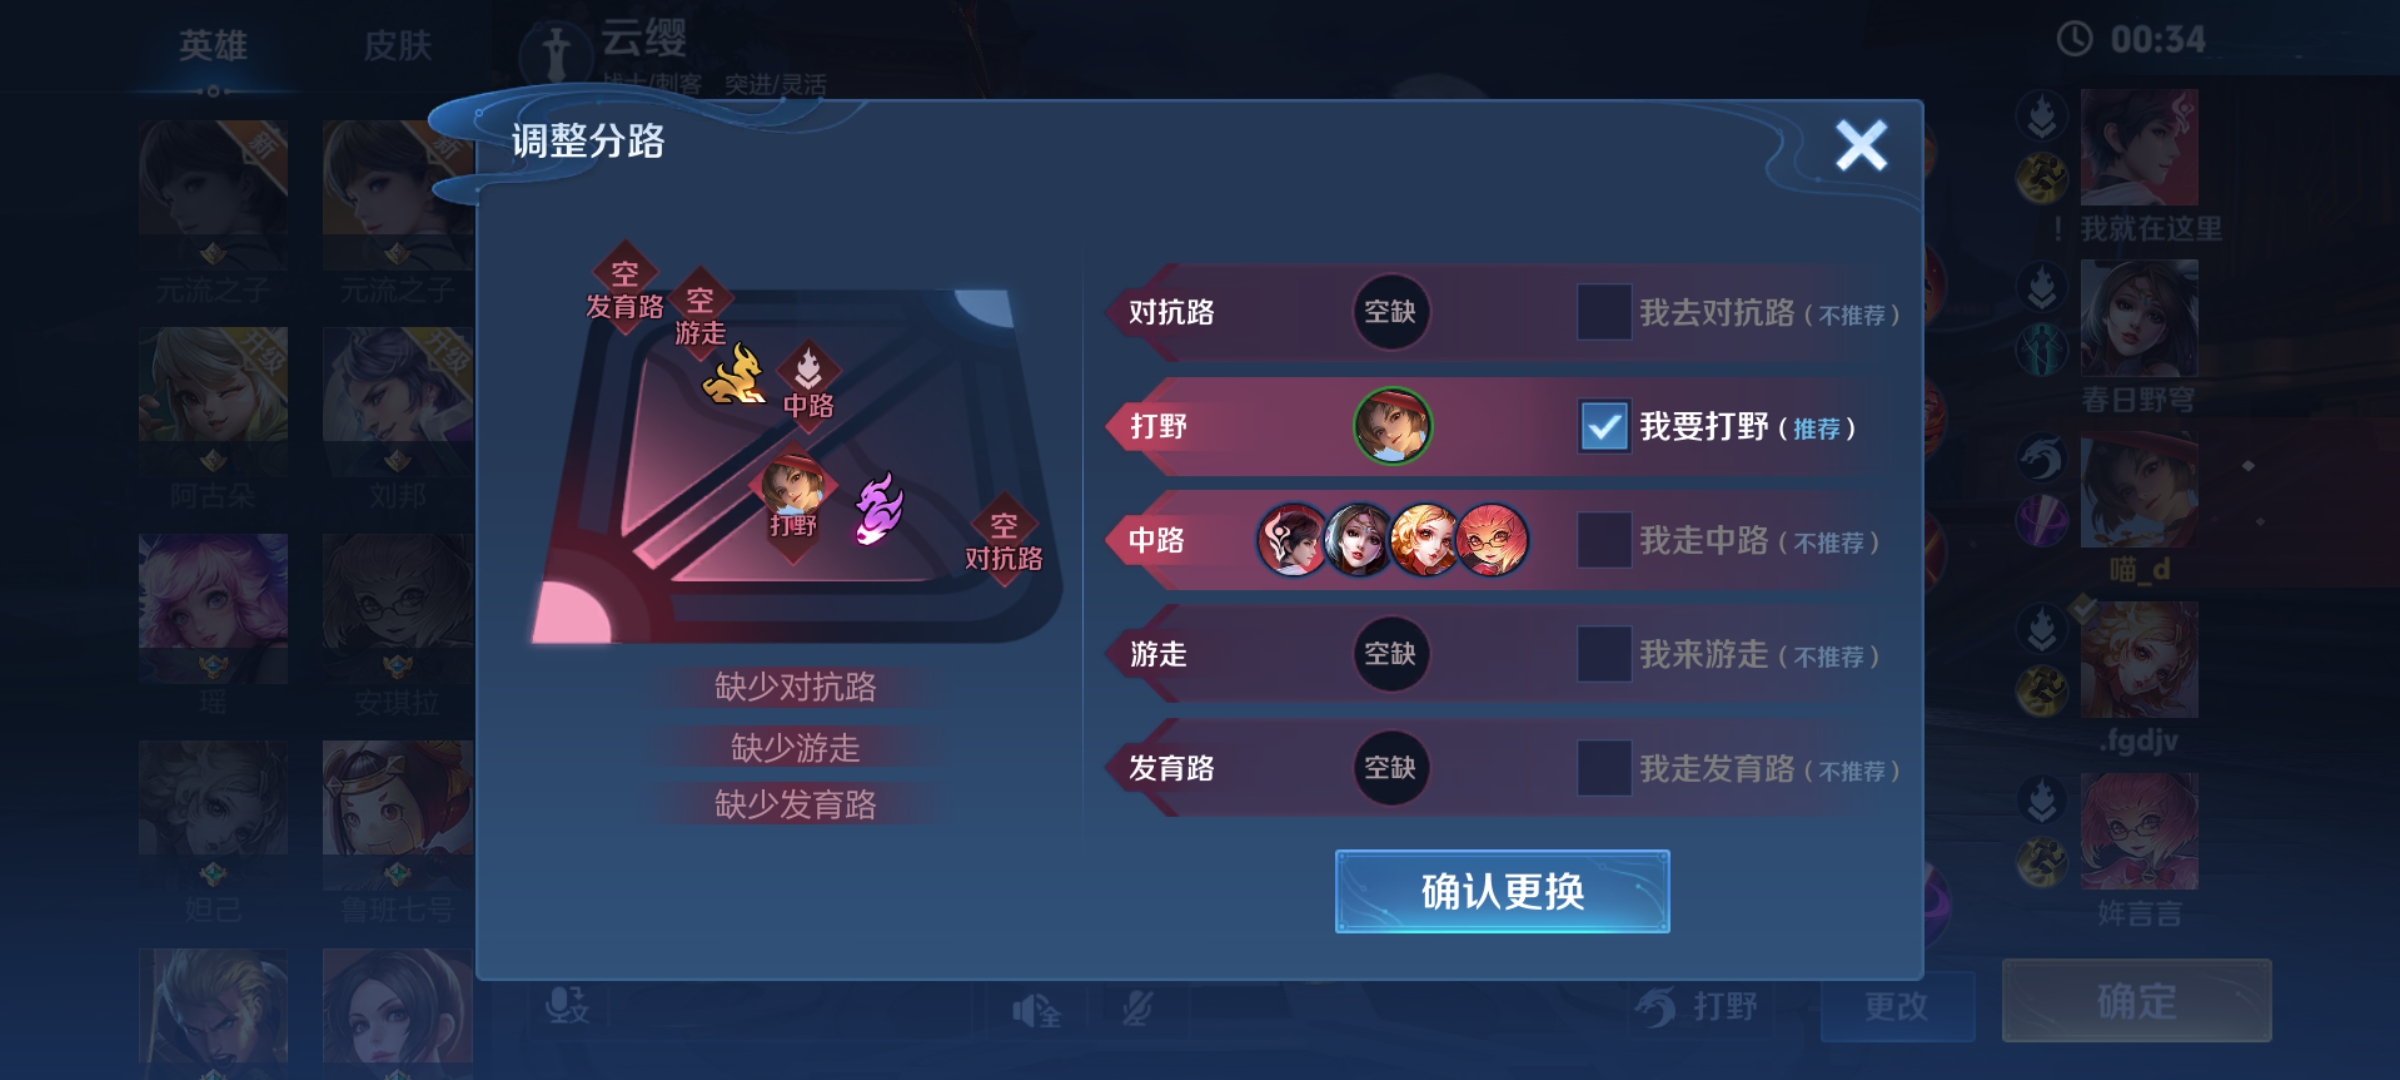 英雄
皮肤
云缨
战士/刺客 突进/灵活
00:34
调整分路
新
新
元流之子
元流之子
升级
升级
阿古朵
刘邦
瑶
安琪拉
妲己
鲁班七号
空
发育路
空
游走
中路
打野
空
对抗路
缺少对抗路
缺少游走
缺少发育路
对抗路
空缺
我去对抗路(不推荐)
打野
我要打野(推荐)
中路
我走中路(不推荐)
游走
空缺
我来游走(不推荐)
发育路
空缺
我走发育路(不推荐)
确认更换
！我就在这里
春日野穹
喵_d
.fgdjv
姩言言
文
全
打野
更改
确定